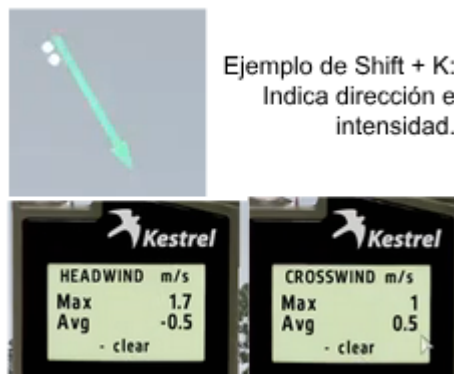 Ejemplo de Shift + K:
Indica dirección e
intensidad.
Kestrel
HEADWIND m/s
Max 1.7
Avg -0.5
- clear
Kestrel
CROSSWIND m/s
Max 1
Avg 0.5
- clear